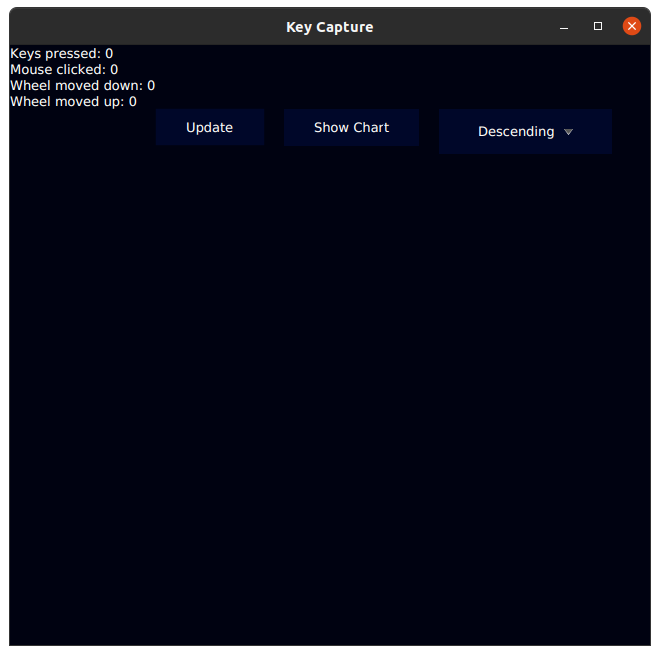 Key Capture
Keys pressed: 0
Mouse clicked: 0
Wheel moved down: 0
Wheel moved up: 0
Update
Show Chart
Descending